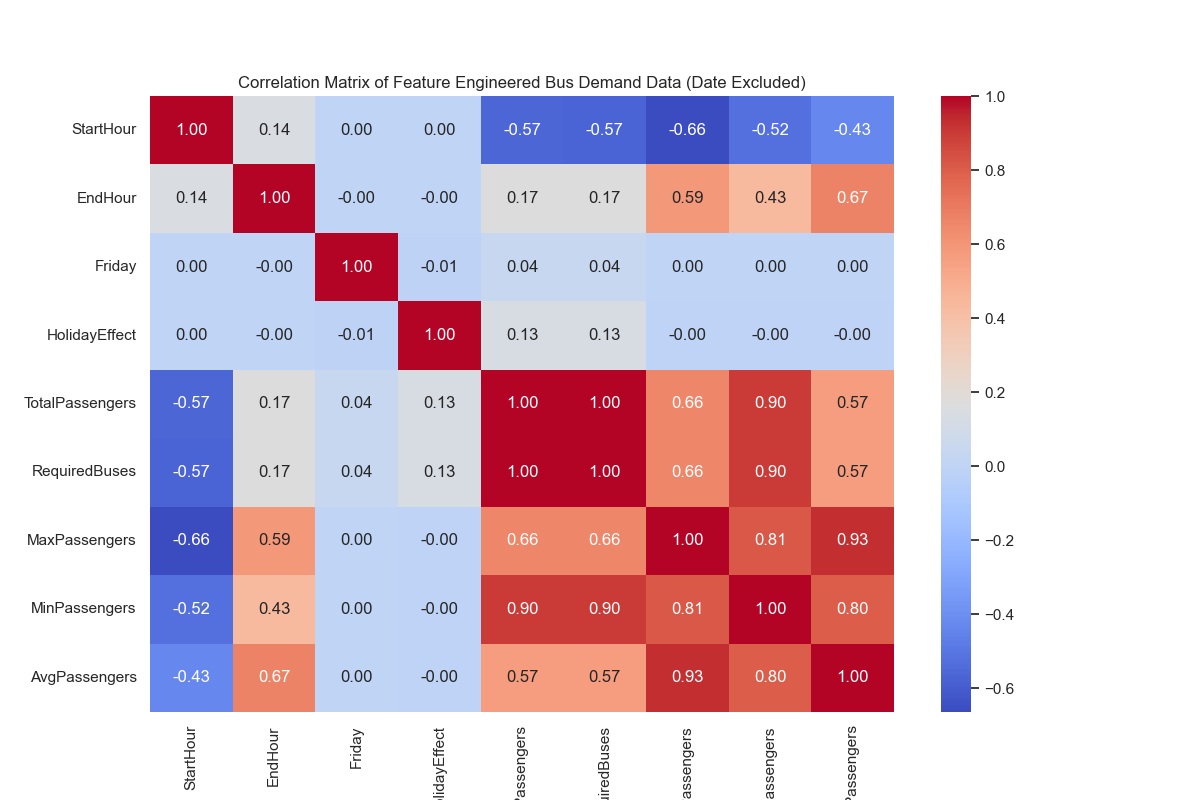 Correlation Matrix of Feature Engineered Bus Demand Data (Date Excluded)
StartHour 1.00 0.14 0.00 0.00 -0.57 -0.57 -0.66 -0.52 -0.43
EndHour 0.14 1.00 -0.00 -0.00 0.17 0.17 0.59 0.43 0.67
Friday 0.00 -0.00 1.00 -0.01 0.04 0.04 0.00 0.00 0.00
HolidayEffect 0.00 -0.00 -0.01 1.00 0.13 0.13 -0.00 -0.00 -0.00
TotalPassengers -0.57 0.17 0.04 0.13 1.00 1.00 0.66 0.90 0.57
RequiredBuses -0.57 0.17 0.04 0.13 1.00 1.00 0.66 0.90 0.57
MaxPassengers -0.66 0.59 0.00 -0.00 0.66 0.66 1.00 0.81 0.93
MinPassengers -0.52 0.43 0.00 -0.00 0.90 0.90 0.81 1.00 0.80
AvgPassengers -0.43 0.67 0.00 -0.00 0.57 0.57 0.93 0.80 1.00
StartHour
EndHour
Friday
olidayEffect
Passengers
uiredBuses
assengers
assengers
Passengers
1.0
0.8
0.6
0.4
0.2
0.0
−0.2
−0.4
−0.6